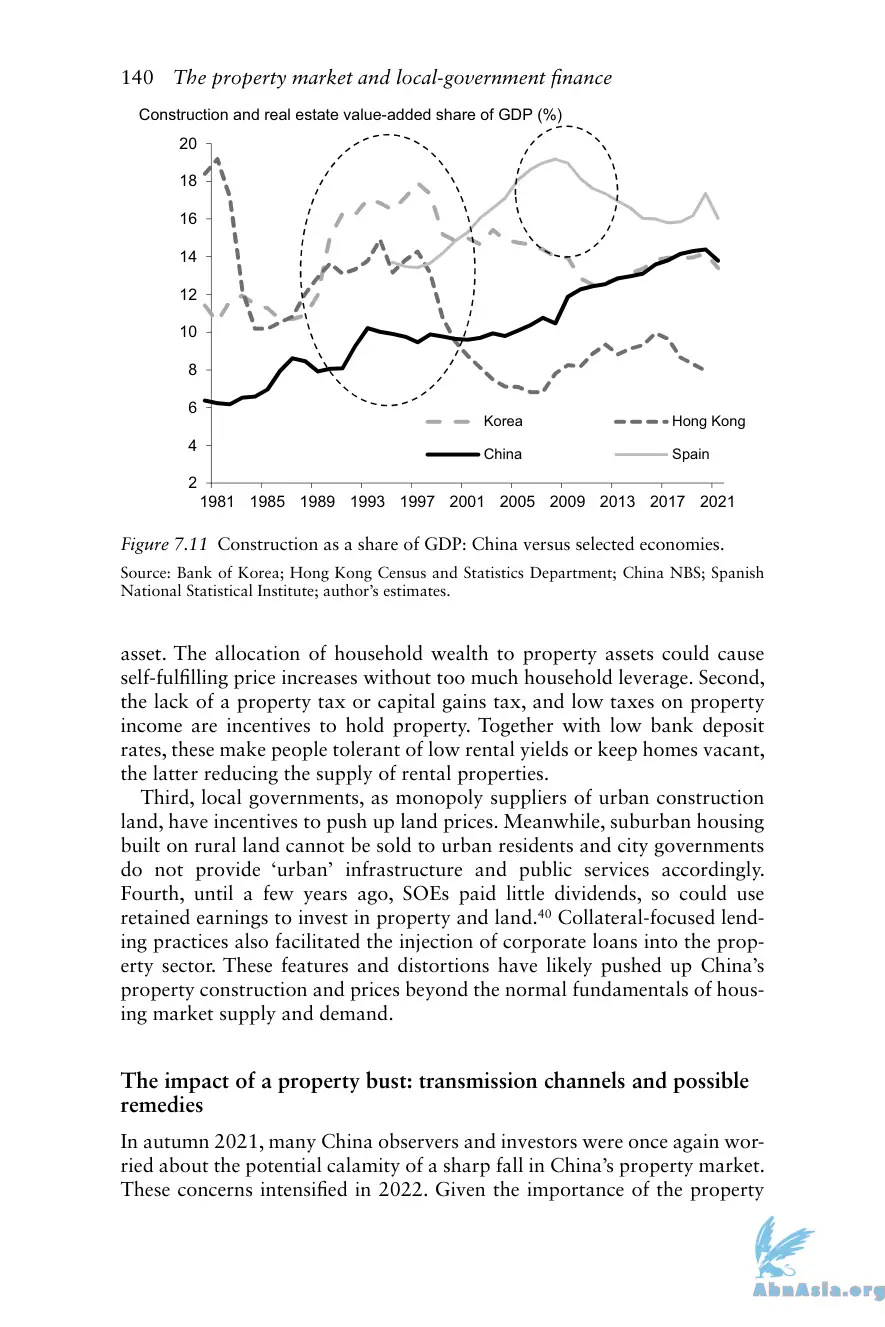 140 The property market and local-government finance
Construction and real estate value-added share of GDP (%)
20
18
16
14
12
10
8
6
4
2
Korea
Hong Kong
China
Spain
1981 1985 1989 1993 1997 2001 2005 2009 2013 2017 2021
Figure 7.11 Construction as a share of GDP: China versus selected economies.
Source: Bank of Korea; Hong Kong Census and Statistics Department; China NBS; Spanish
National Statistical Institute; author’s estimates.
asset. The allocation of household wealth to property assets could cause
self-fulfilling price increases without too much household leverage. Second,
the lack of a property tax or capital gains tax, and low taxes on property
income are incentives to hold property. Together with low bank deposit
rates, these make people tolerant of low rental yields or keep homes vacant,
the latter reducing the supply of rental properties.
Third, local governments, as monopoly suppliers of urban construction
land, have incentives to push up land prices. Meanwhile, suburban housing
built on rural land cannot be sold to urban residents and city governments
do not provide ‘urban’ infrastructure and public services accordingly.
Fourth, until a few years ago, SOEs paid little dividends, so could use
retained earnings to invest in property and land.⁴⁰ Collateral-focused lend-
ing practices also facilitated the injection of corporate loans into the prop-
erty sector. These features and distortions have likely pushed up China’s
property construction and prices beyond the normal fundamentals of hous-
ing market supply and demand.
The impact of a property bust: transmission channels and possible
remedies
In autumn 2021, many China observers and investors were once again wor-
ried about the potential calamity of a sharp fall in China’s property market.
These concerns intensified in 2022. Given the importance of the property
AbnAsia.org